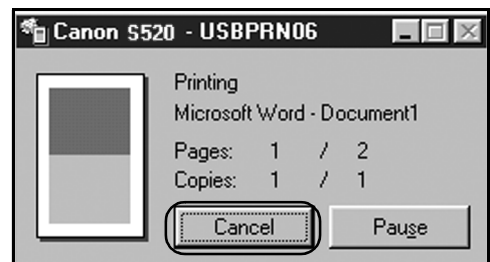 Canon S520 - USBPRN06
Printing
Microsoft Word - Document1
Pages: 1 / 2
Copies: 1 / 1
Cancel Pause